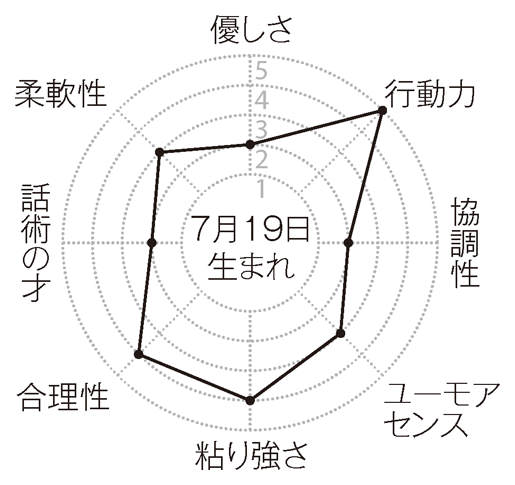 優しさ
行動力
協調性
ユーモア
センス
粘り強さ
合理性
話術の才
柔軟性
5
4
3
2
1
7月19日
生まれ